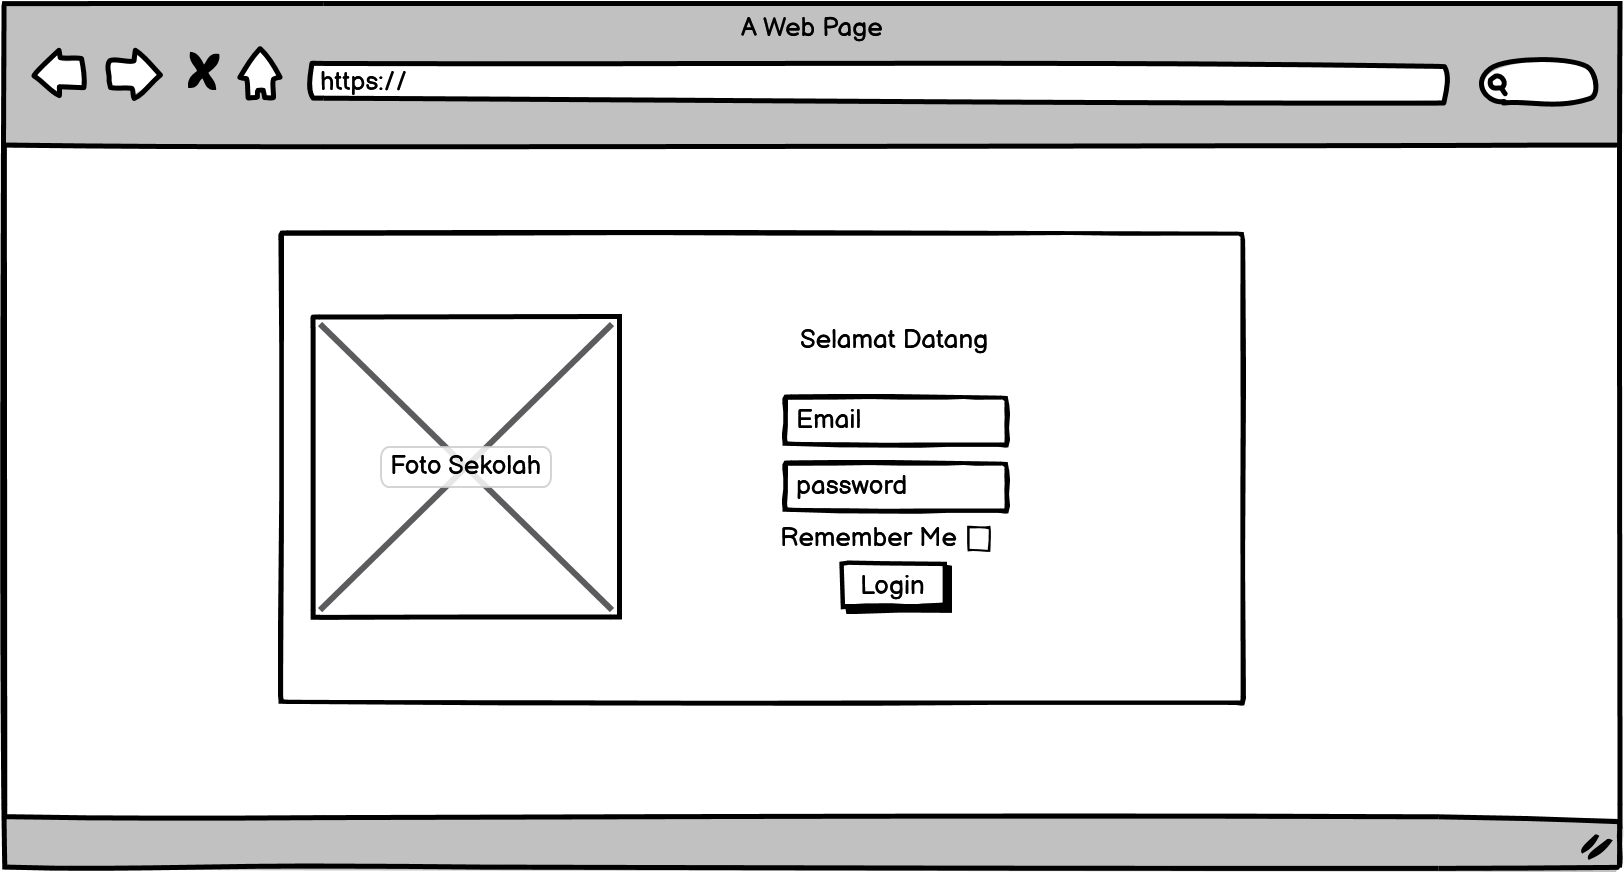 A Web Page
https://
Selamat Datang
Email
Foto Sekolah
password
Remember Me
Login